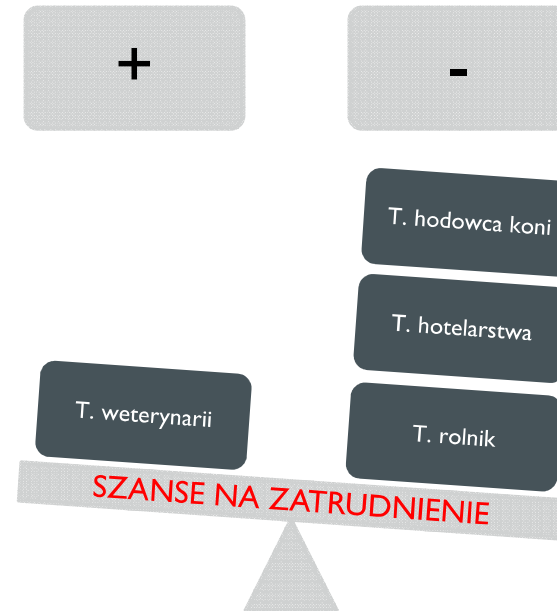 +
-
T. hodowca koni
T. hotelarstwa
T. weterynarii
T. rolnik
SZANSE NA ZATRUDNIENIE